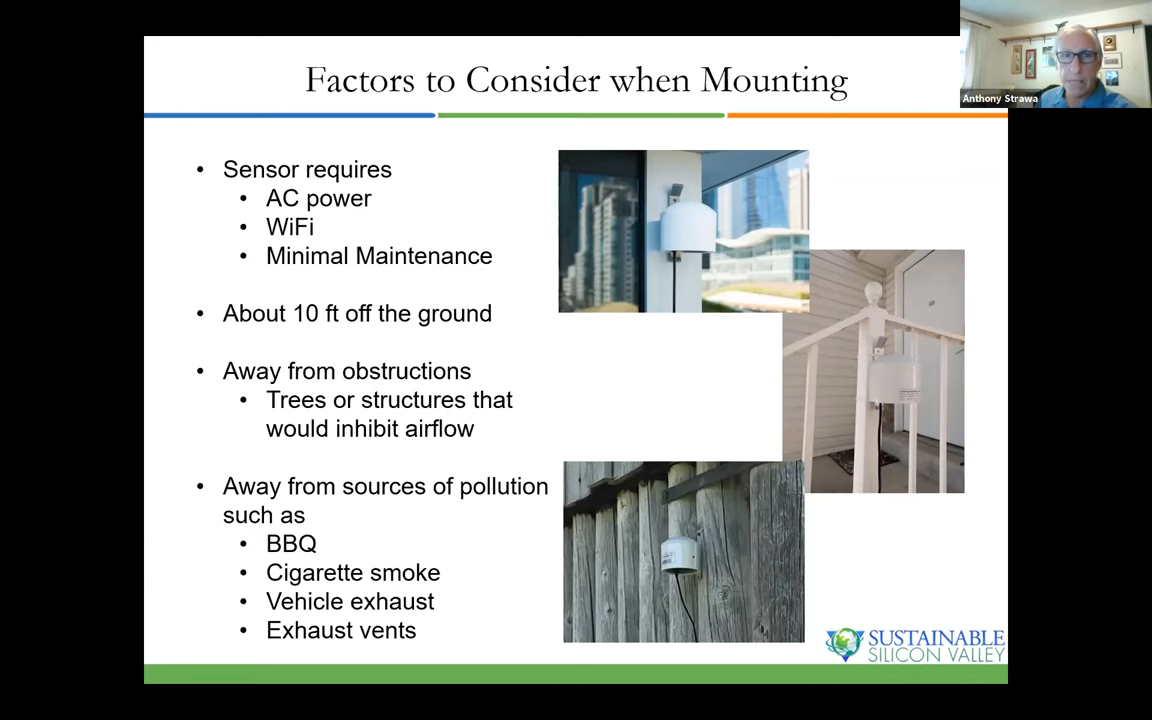 Factors to Consider when Mounting
Anthony Strawa
• Sensor requires
• AC power
• WiFi
• Minimal Maintenance
• About 10 ft off the ground
• Away from obstructions
• Trees or structures that
would inhibit airflow
• Away from sources of pollution
such as
• BBQ
• Cigarette smoke
• Vehicle exhaust
• Exhaust vents
SUSTAINABLE
SILICON VALLEY